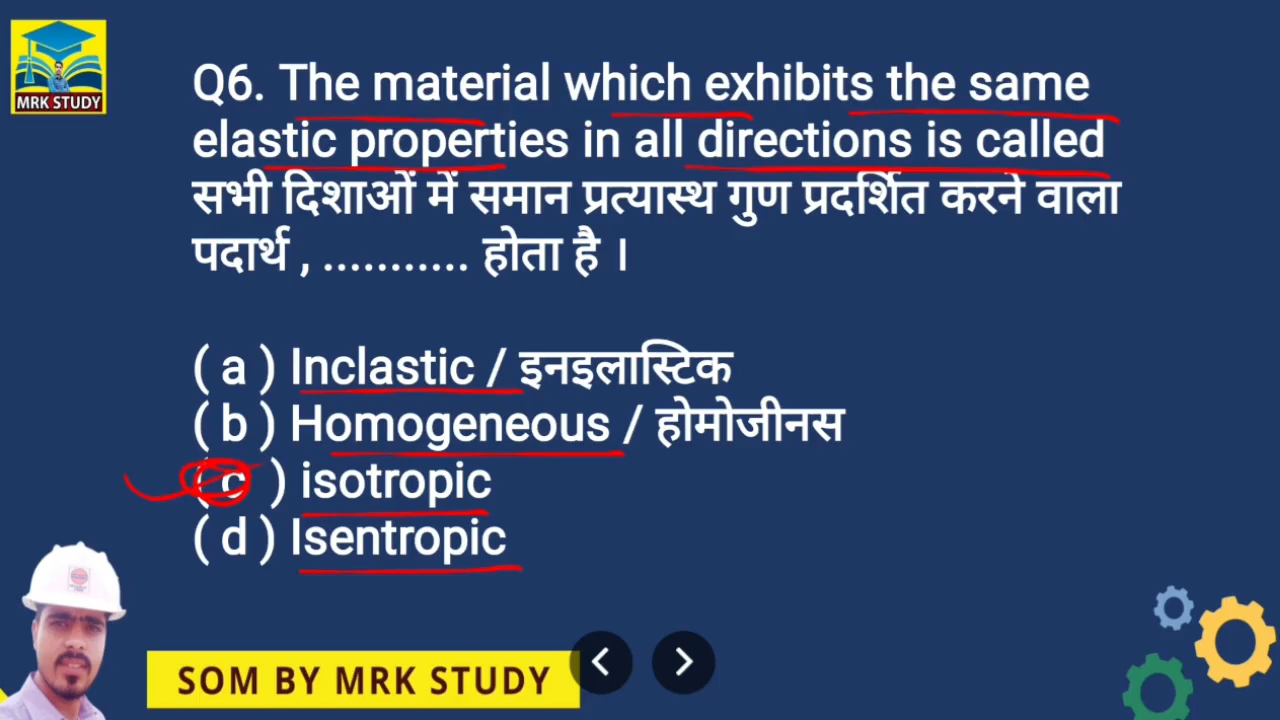 MRK STUDY
Q6. The material which exhibits the same
elastic properties in all directions is called
सभी दिशाओं में समान प्रत्यास्थ गुण प्रदर्शित करने वाला
पदार्थ , ........... होता है ।
( a ) Inclastic / इनइलास्टिक
( b ) Homogeneous / होमोजीनस
( c ) isotropic
( d ) Isentropic
SOM BY MRK STUDY